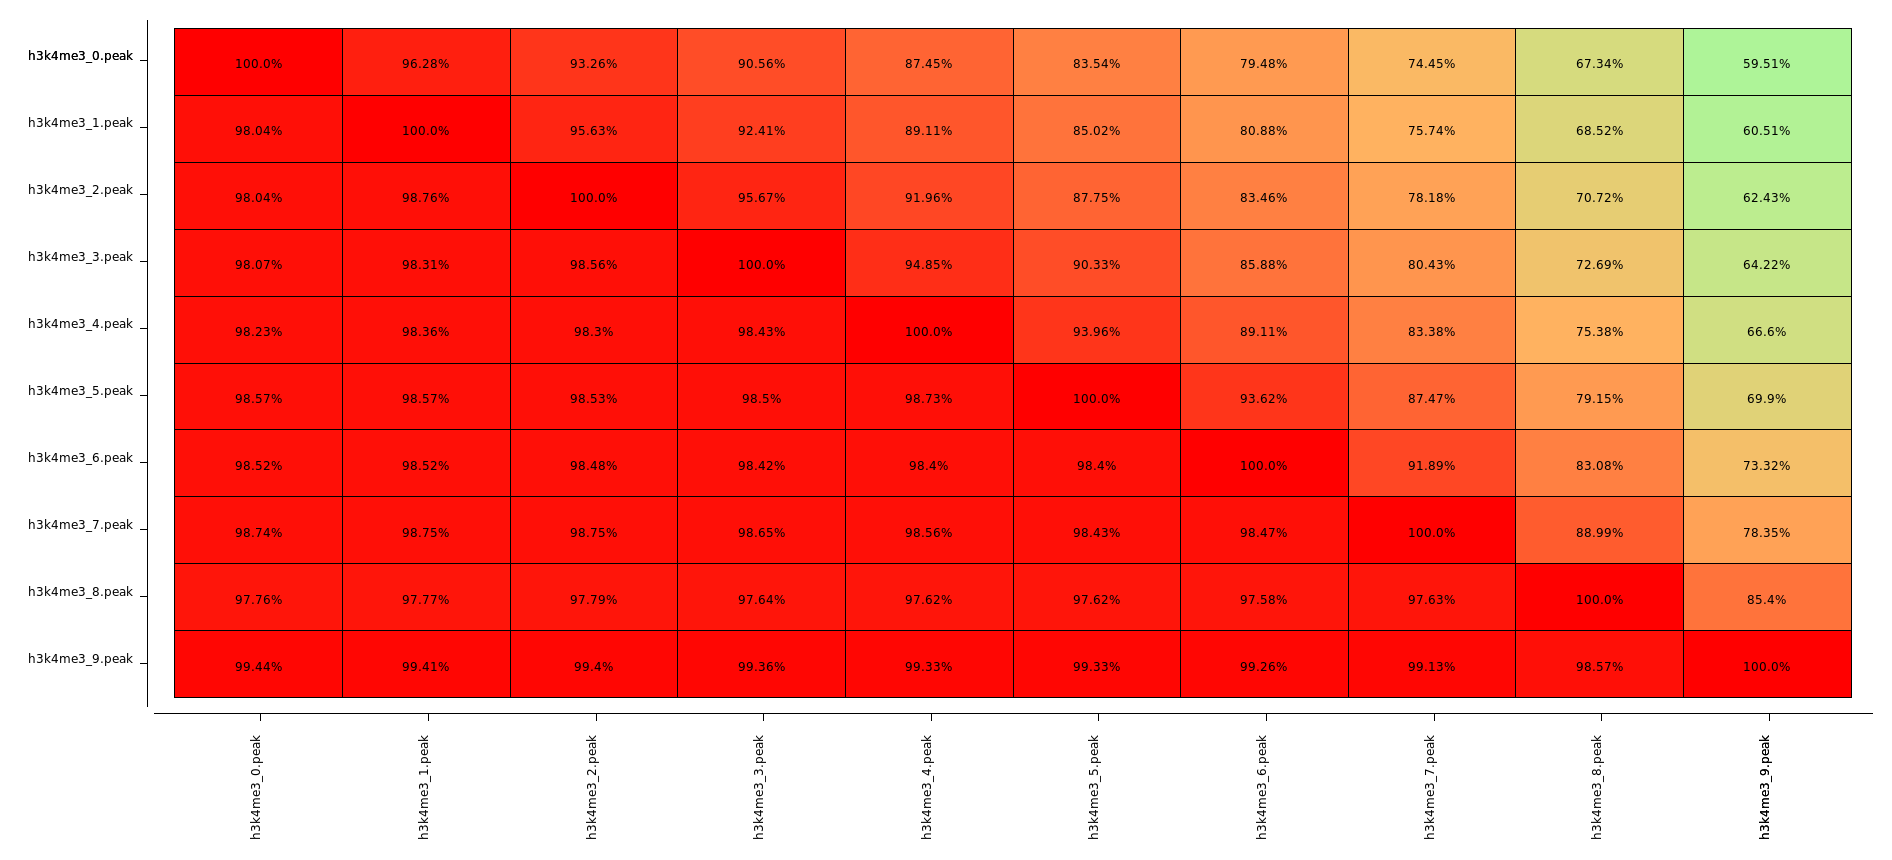 h3k4me3_0.peak 100.0% 96.28% 93.26% 90.56% 87.45% 83.54% 79.48% 74.45% 67.34% 59.51%
h3k4me3_1.peak 98.04% 100.0% 95.63% 92.41% 89.11% 85.02% 80.88% 75.74% 68.52% 60.51%
h3k4me3_2.peak 98.04% 98.76% 100.0% 95.67% 91.96% 87.75% 83.46% 78.18% 70.72% 62.43%
h3k4me3_3.peak 98.07% 98.31% 98.56% 100.0% 94.85% 90.33% 85.88% 80.43% 72.69% 64.22%
h3k4me3_4.peak 98.23% 98.36% 98.3% 98.43% 100.0% 93.96% 89.11% 83.38% 75.38% 66.6%
h3k4me3_5.peak 98.57% 98.57% 98.53% 98.5% 98.73% 100.0% 93.62% 87.47% 79.15% 69.9%
h3k4me3_6.peak 98.52% 98.52% 98.48% 98.42% 98.4% 98.4% 100.0% 91.89% 83.08% 73.32%
h3k4me3_7.peak 98.74% 98.75% 98.75% 98.65% 98.56% 98.43% 98.47% 100.0% 88.99% 78.35%
h3k4me3_8.peak 97.76% 97.77% 97.79% 97.64% 97.62% 97.62% 97.58% 97.63% 100.0% 85.4%
h3k4me3_9.peak 99.44% 99.41% 99.4% 99.36% 99.33% 99.33% 99.26% 99.13% 98.57% 100.0%
h3k4me3_0.peak h3k4me3_1.peak h3k4me3_2.peak h3k4me3_3.peak h3k4me3_4.peak h3k4me3_5.peak h3k4me3_6.peak h3k4me3_7.peak h3k4me3_8.peak h3k4me3_9.peak